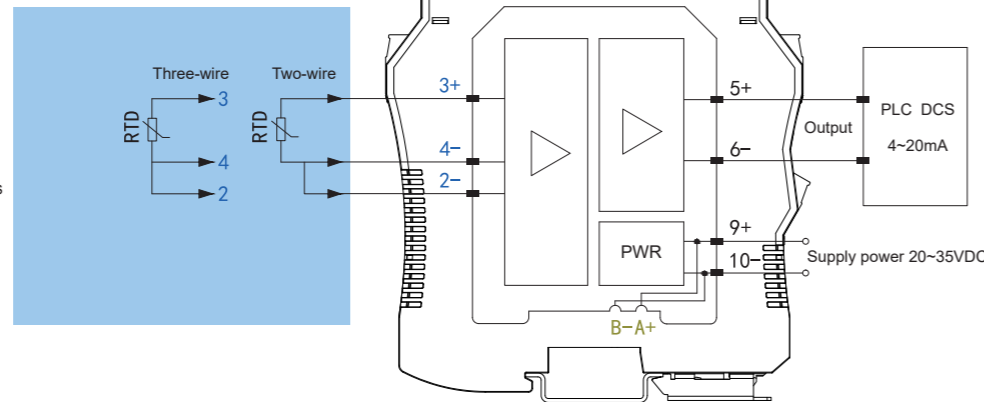 Three-wire
Two-wire
RTD
3
4
2
RTD
3+
4-
2-
5+
6-
Output
PLC DCS
4~20mA
PWR
9+
10-
Supply power 20~35VDC
B-A+
s